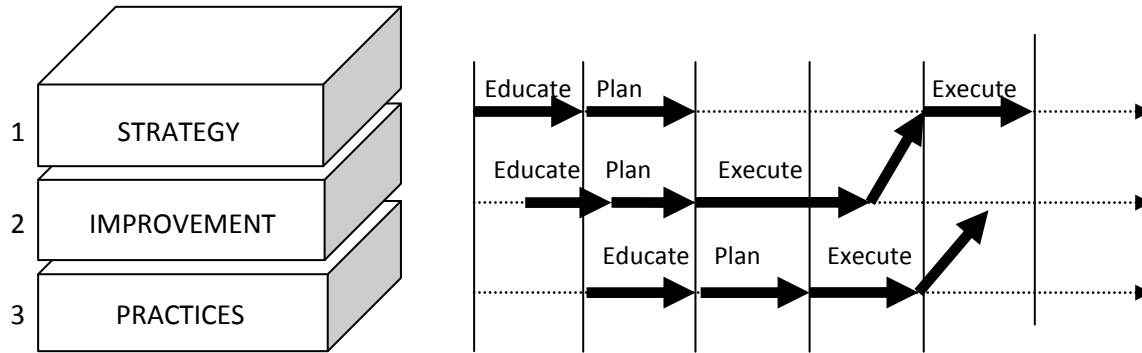 Educate Plan Execute
1 STRATEGY
Educate Plan Execute
2 IMPROVEMENT
Educate Plan Execute
3 PRACTICES